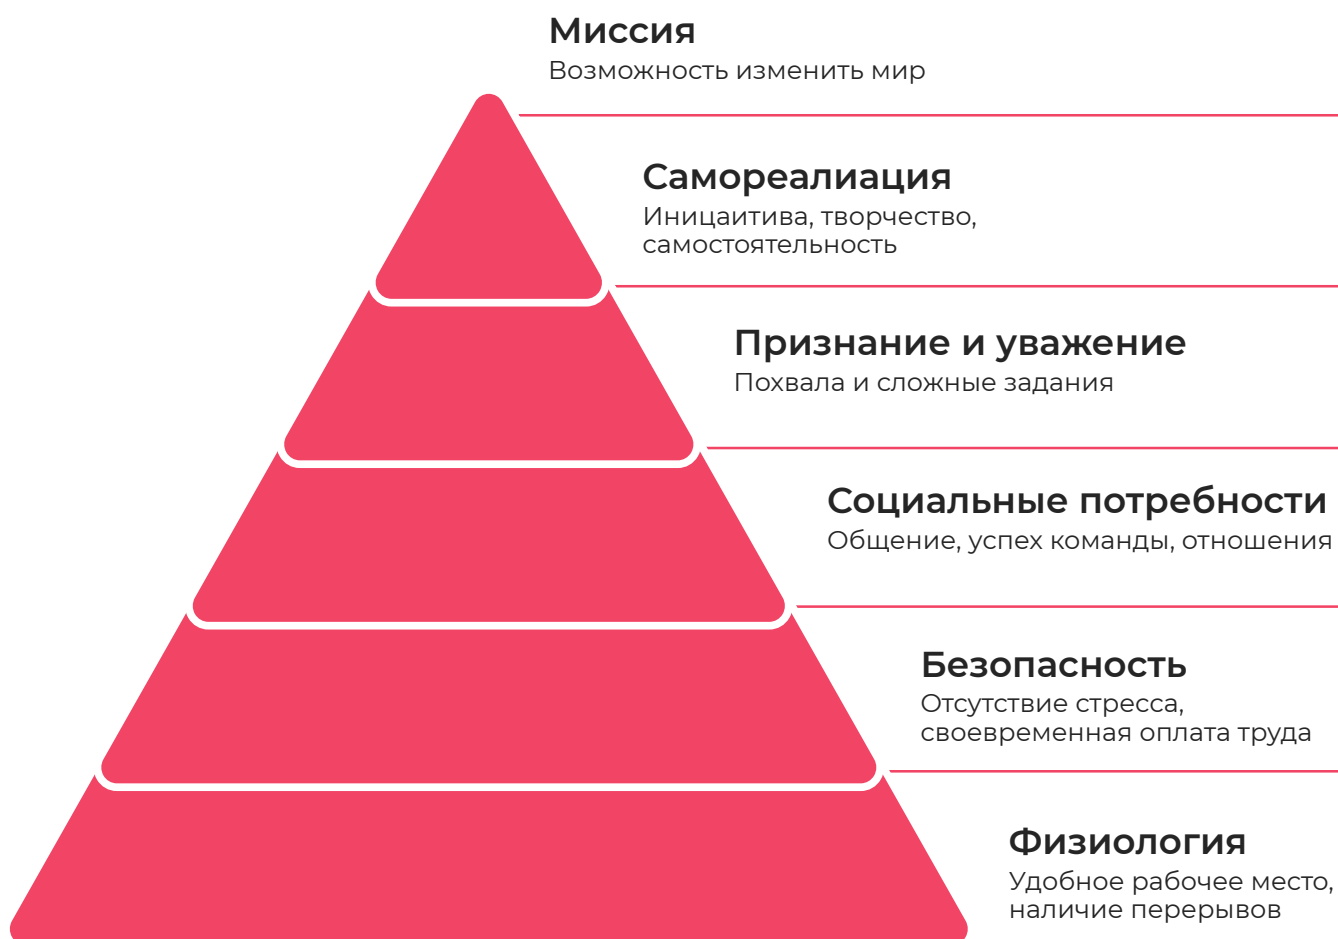 Миссия
Возможность изменить мир
Самореалиация
Иницаитива, творчество,
самостоятельность
Признание и уважение
Похвала и сложные задания
Социальные потребности
Общение, успех команды, отношения
Безопасность
Отсутствие стресса,
своевременная оплата труда
Физиология
Удобное рабочее место,
наличие перерывов